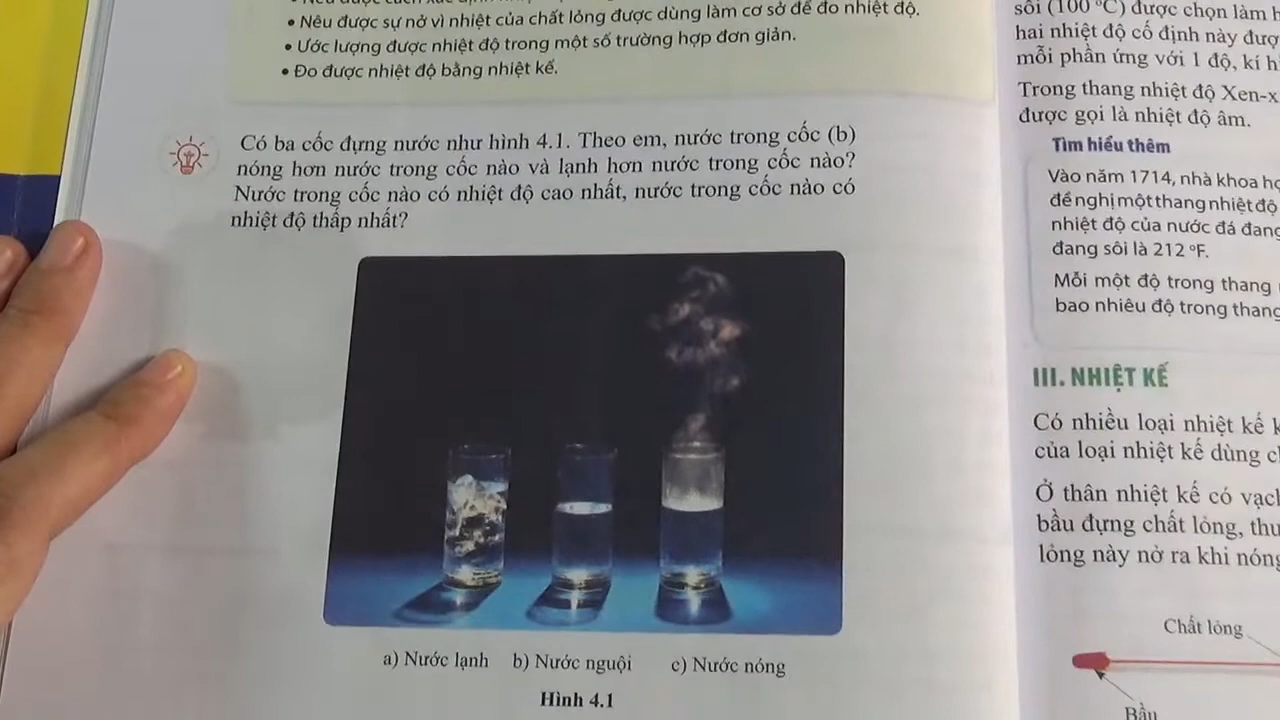 • Nêu được sự nở vì nhiệt của chất lỏng được dùng làm cơ sở để đo nhiệt độ.
• Ước lượng được nhiệt độ trong một số trường hợp đơn giản.
• Đo được nhiệt độ bằng nhiệt kế.
Có ba cốc đựng nước như hình 4.1. Theo em, nước trong cốc (b)
nóng hơn nước trong cốc nào và lạnh hơn nước trong cốc nào?
Nước trong cốc nào có nhiệt độ cao nhất, nước trong cốc nào có
nhiệt độ thấp nhất?
a) Nước lạnh b) Nước nguội c) Nước nóng
Hình 4.1
sôi (100 °C) được chọn làm
hai nhiệt độ cố định này
mỗi phần ứng với 1 độ, kí
Trong thang nhiệt độ
được gọi là nhiệt độ âm.
Tìm hiểu thêm
Vào năm 1714, nhà khoa
đề nghị một thang nhiệt độ
nhiệt độ của nước đá
đang sôi là 212 °F.
Mỗi một độ trong thang
bao nhiêu độ trong thang
III. NHIỆT KẾ
Có nhiều loại nhiệt kế
của loại nhiệt kế dùng
Ở thân nhiệt kế có
bầu đựng chất lỏng,
lỏng này nở ra khi
Chất lỏng
Bầu